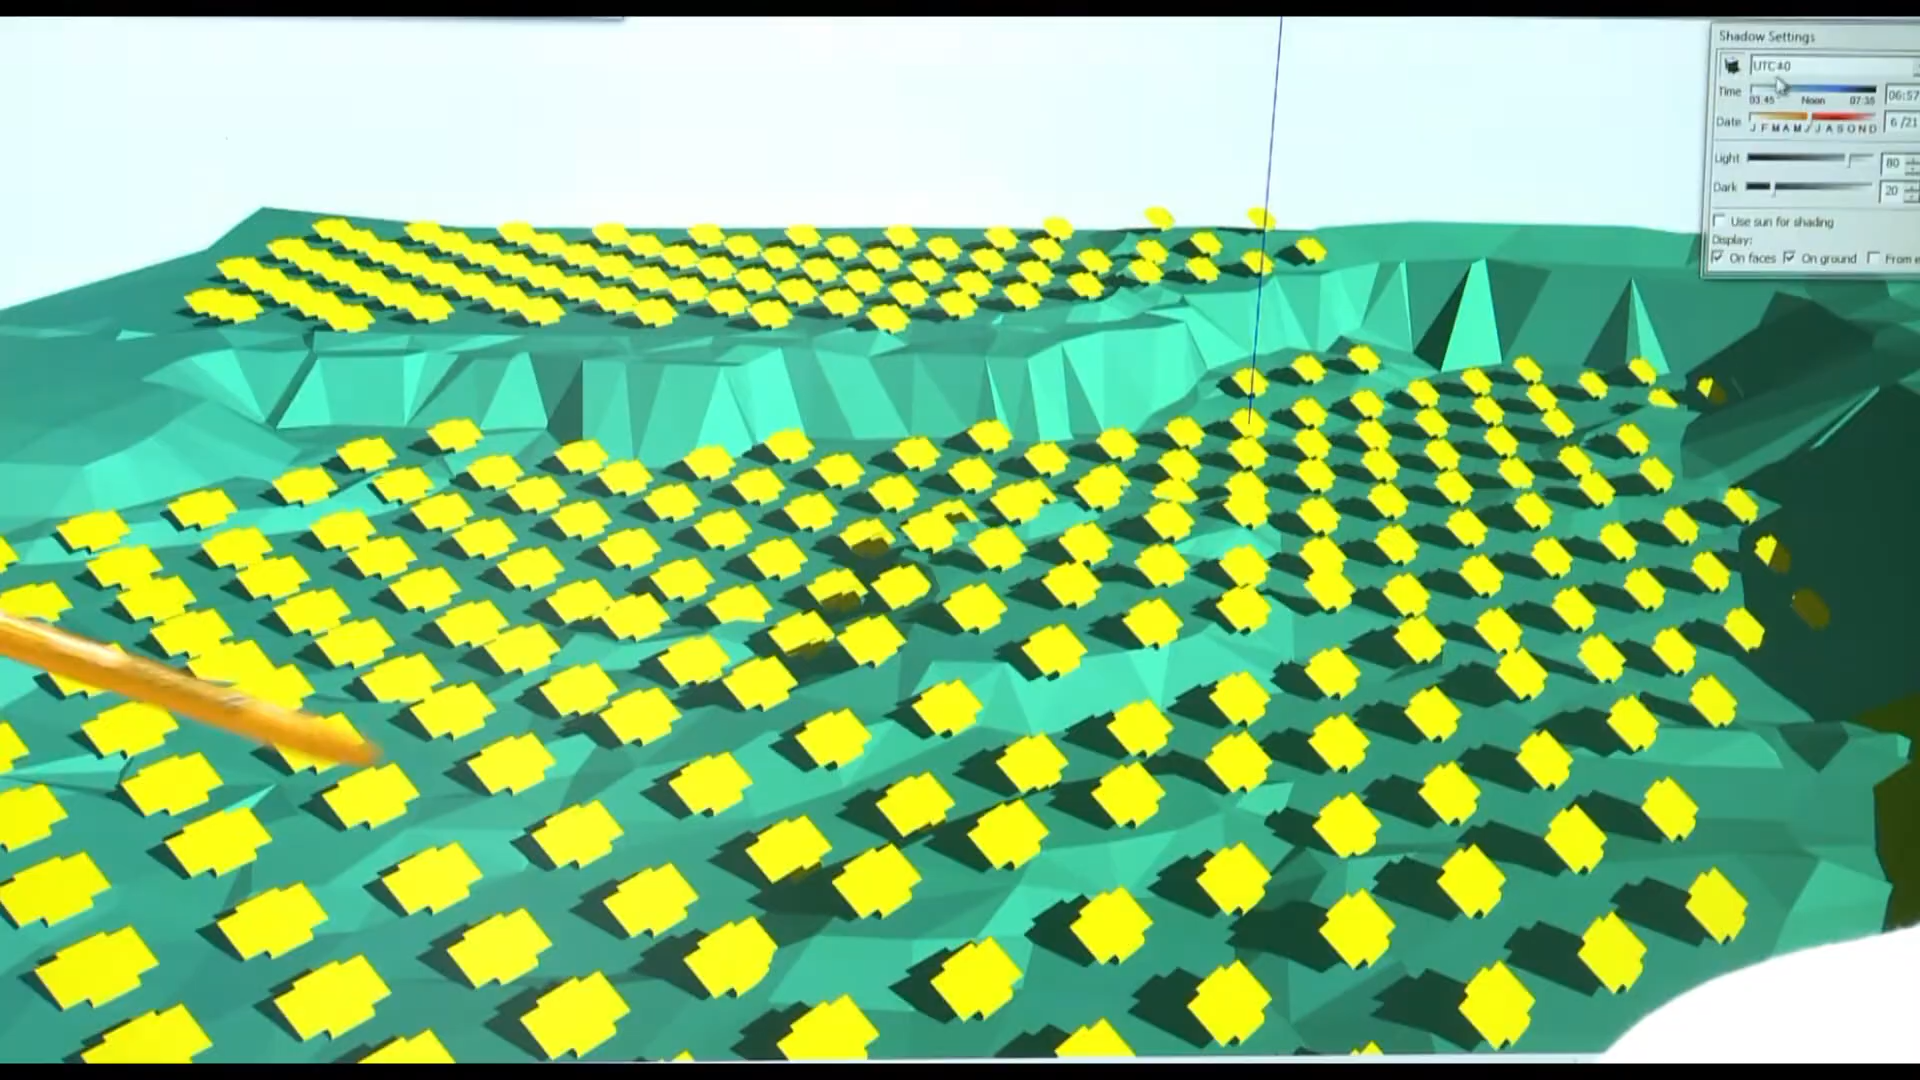 Shadow Settings
UTC±0
Time 03:45 Noon 07:35 06:57
Date J F M A M J J A S O N D 6/21
Light 80
Dark 20
Use sun for shading
Display:
On faces On ground From e